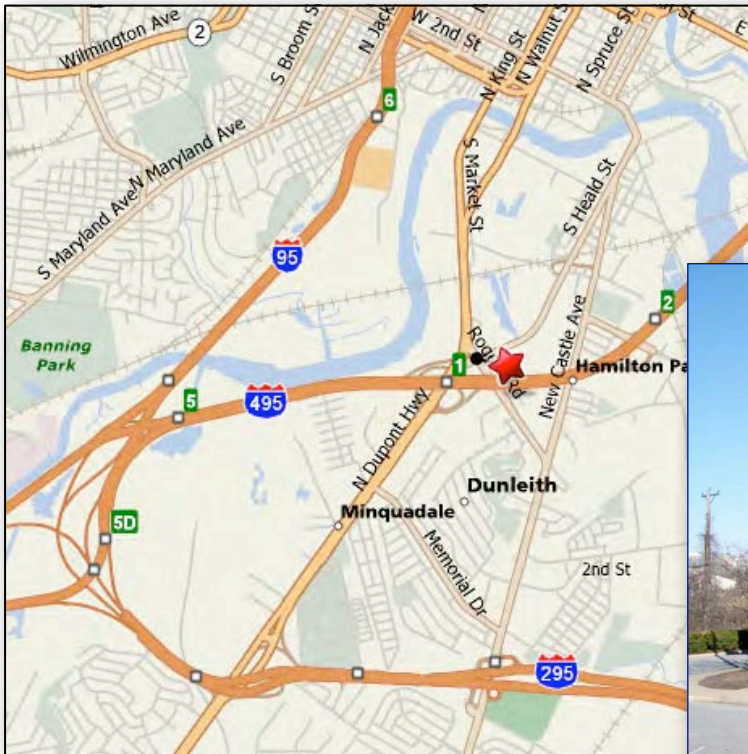 Wilmington Ave
2
S Broom S
N Jack
W 2nd St
N King St
N Walnut S
N Spruce St
St
E
6
N Maryland Ave
S Maryland Ave
S Market St
S Heald St
95
Banning
Park
2
1
Hamilton Pa
New Castle Ave
5
495
N Dupont Hwy
Dunleith
Minquadale
5D
Memorial Dr
2nd St
295